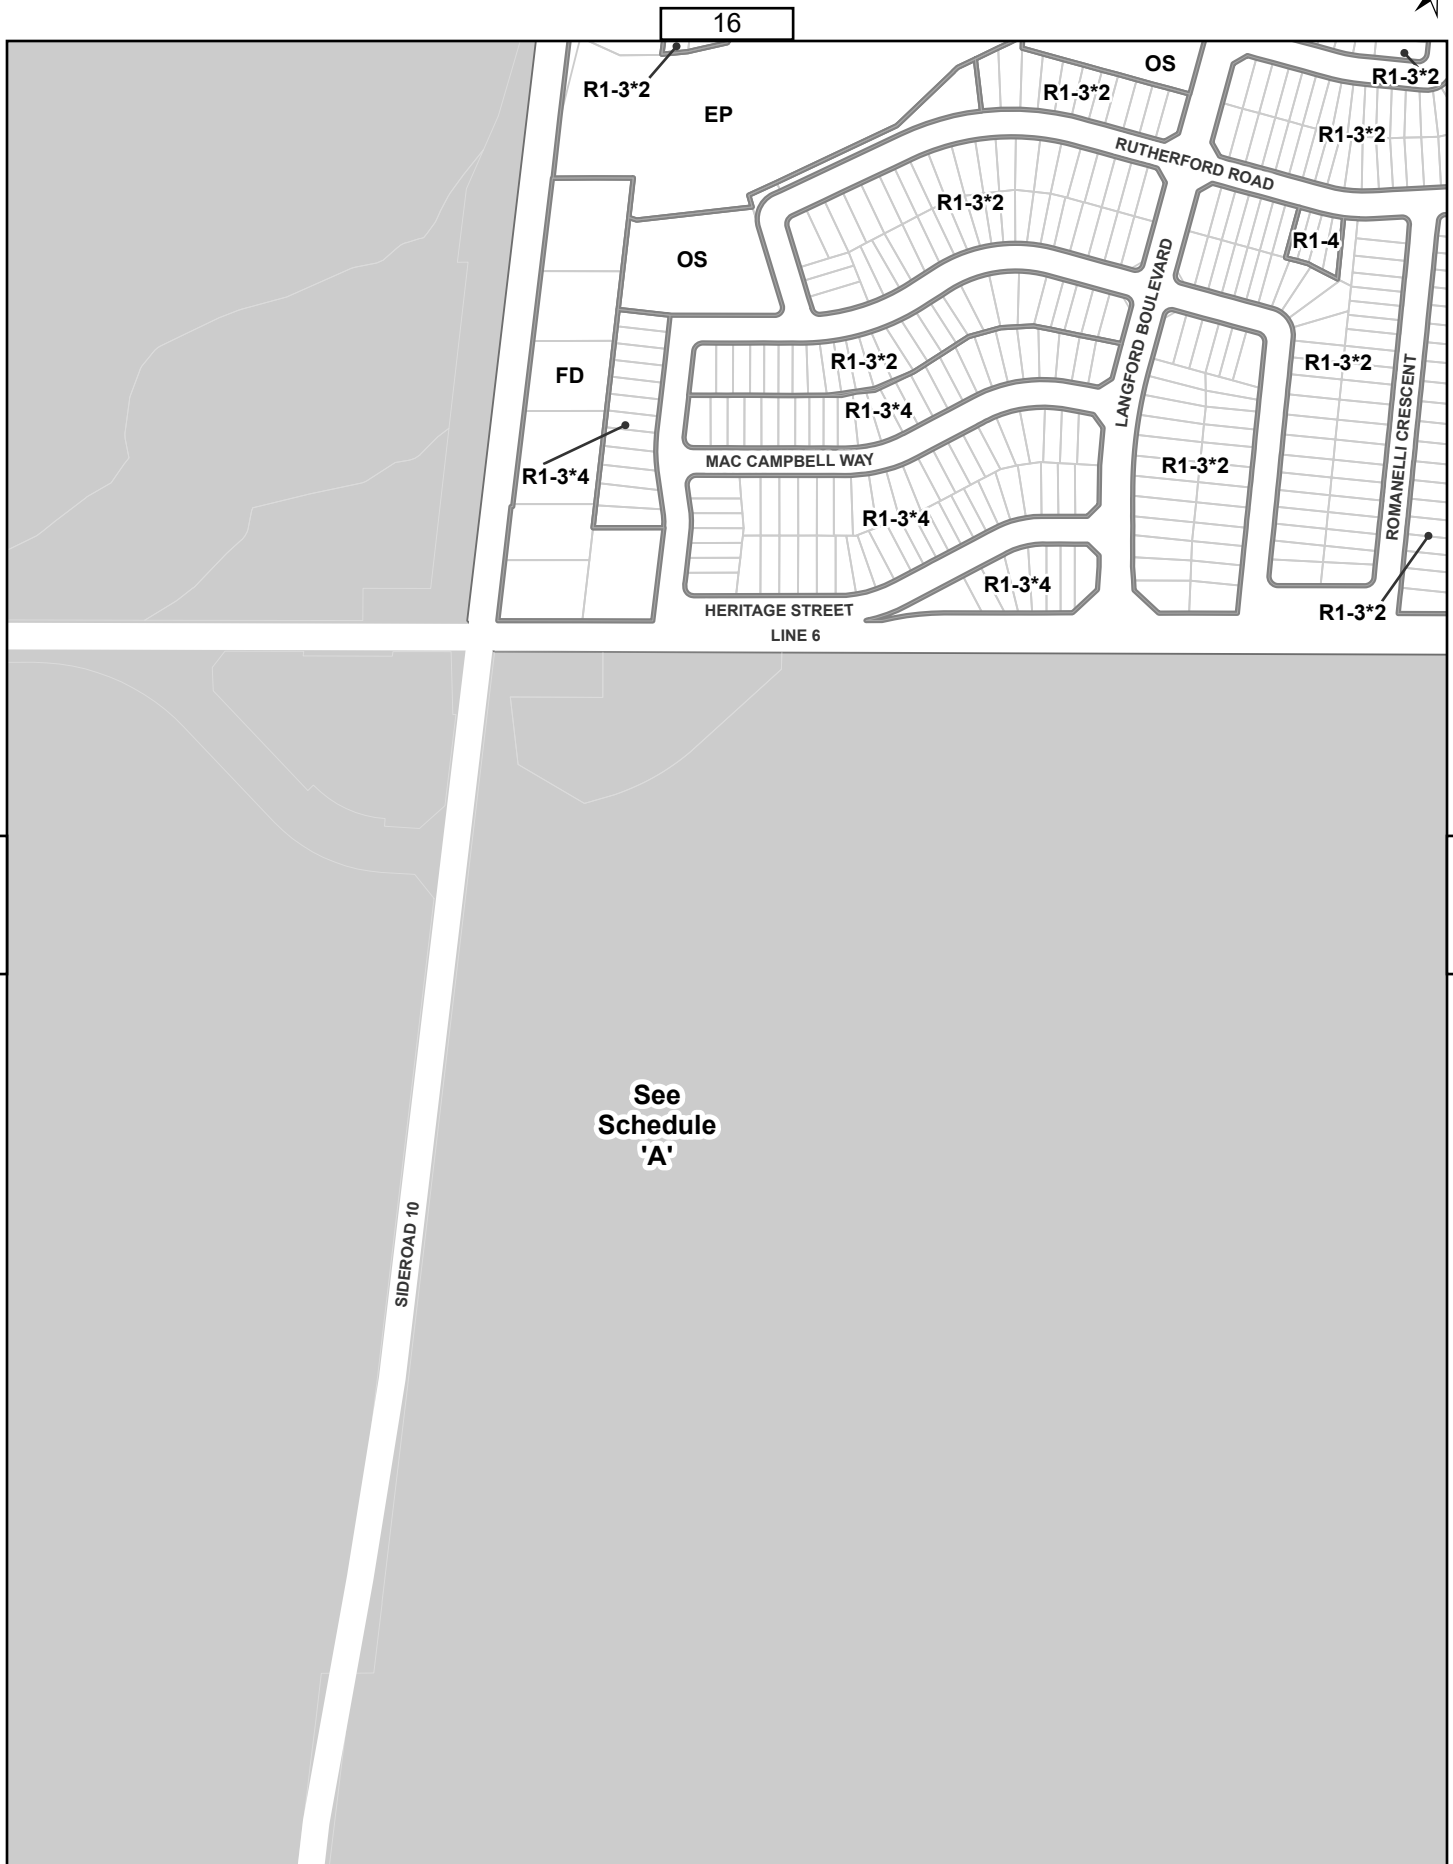 16
R1-3*2
EP
OS
R1-3*2
R1-3*2
R1-3*2
RUTHERFORD ROAD
R1-3*2
R1-4
OS
LANGFORD BOULEVARD
R1-3*2
R1-3*2
FD
R1-3*4
ROMANELLI CRESCENT
MAC CAMPBELL WAY
R1-3*2
R1-3*4
R1-3*4
R1-3*4
HERITAGE STREET
R1-3*2
LINE 6
See
Schedule
'A'
SIDEROAD 10